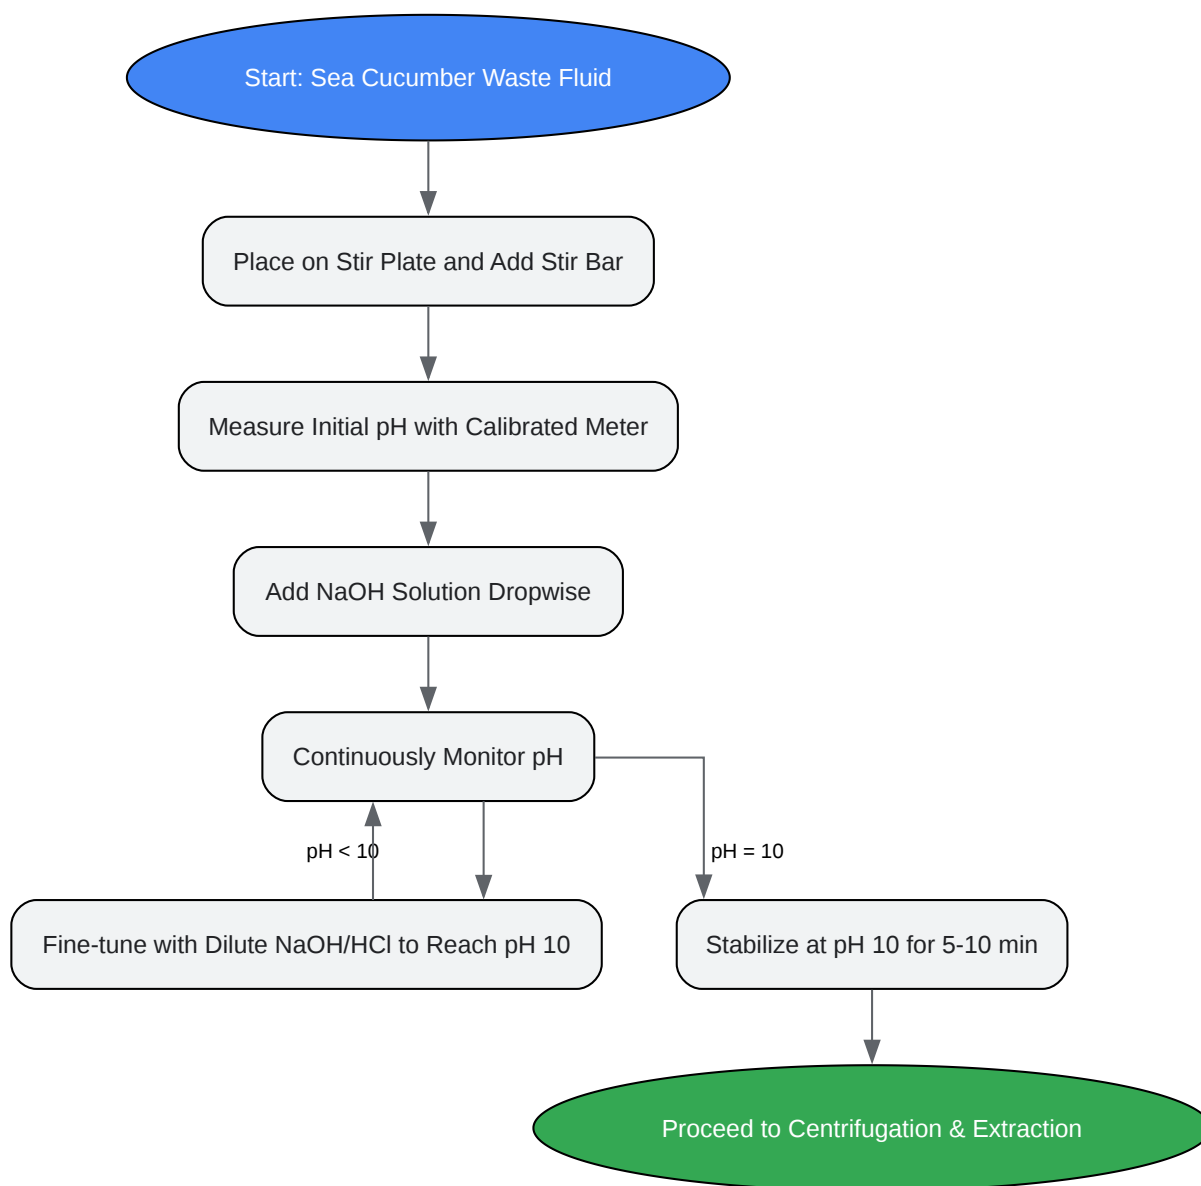 Start: Sea Cucumber Waste Fluid
Place on Stir Plate and Add Stir Bar
Measure Initial pH with Calibrated Meter
Add NaOH Solution Dropwise
Continuously Monitor pH
pH < 10
pH = 10
Fine-tune with Dilute NaOH/HCl to Reach pH 10
Stabilize at pH 10 for 5-10 min
Proceed to Centrifugation & Extraction